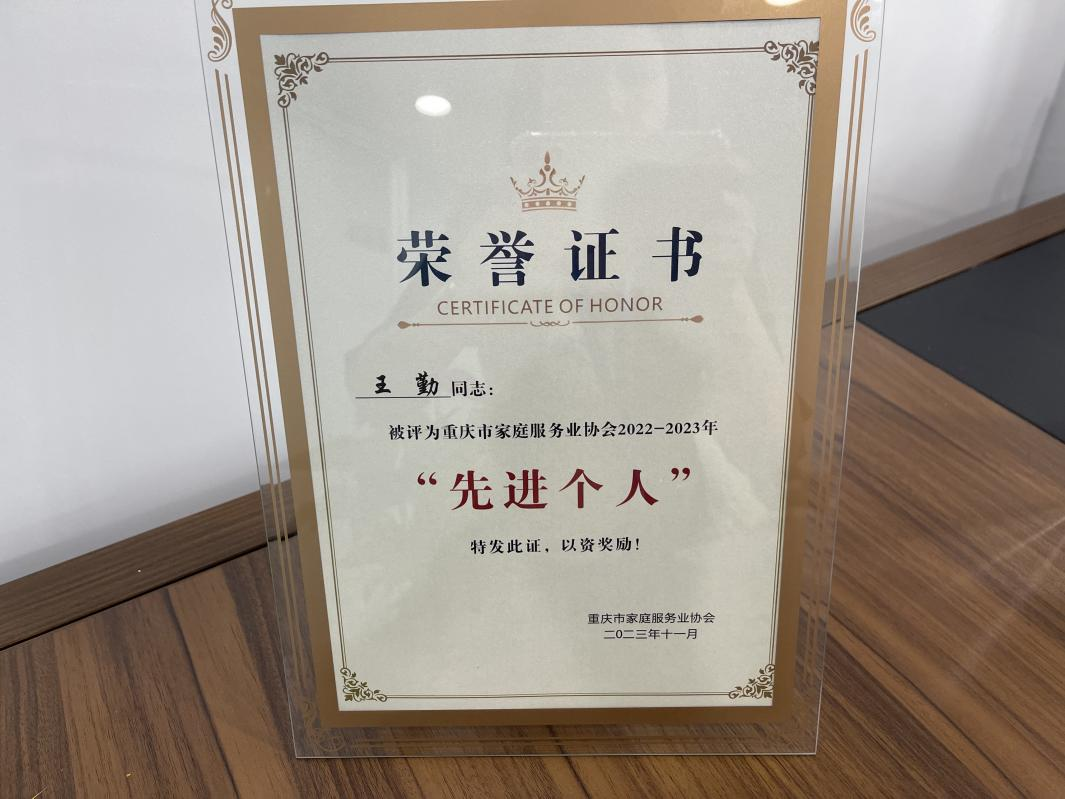 荣誉证书
CERTIFICATE OF HONOR
王 勤 同志：
被评为重庆市家庭服务业协会2022-2023年
“先进个人”
特发此证，以资奖励！
重庆市家庭服务业协会
二0二三年十一月